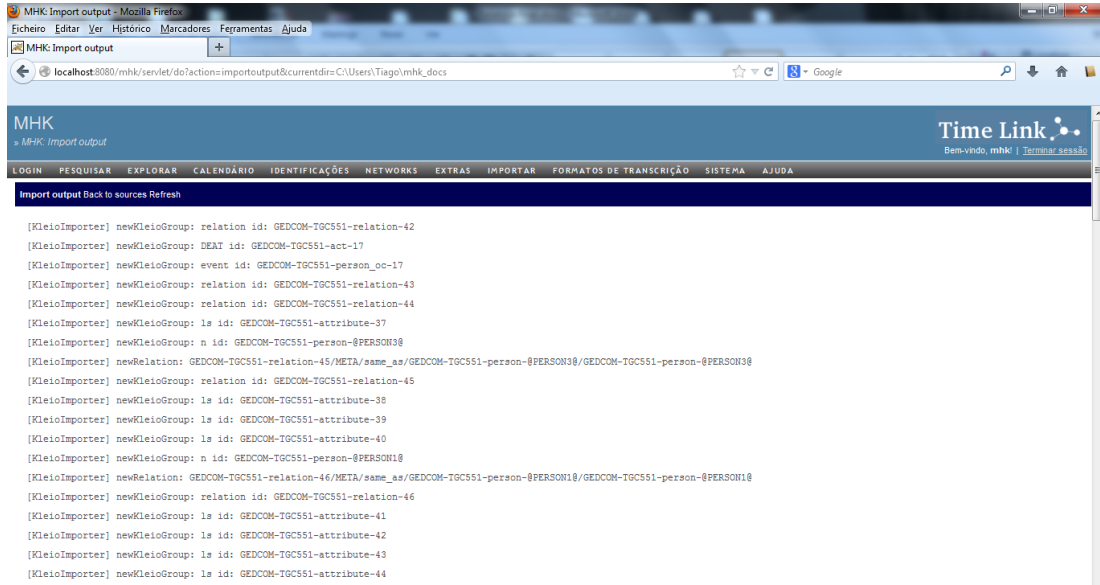 MHK: Import output - Mozilla Firefox
Ficheiro Editar Ver Histórico Marcadores Ferramentas Ajuda
MHK: Import output +
localhost:8080/mhk/servlet/do?action=importoutput&currentdir=C:\Users\Tiago\mhk_docs
8 - Google
MHK
» MHK: Import output
Time Link
Bem-vindo, mhk! | Terminar sessão
LOGIN PESQUISAR EXPLORAR CALENDÁRIO IDENTIFICAÇÕES NETWORKS EXTRAS IMPORTAR FORMATOS DE TRANSCRIÇÃO SISTEMA AJUDA
Import output Back to sources Refresh
[KleioImporter] newKleioGroup: relation id: GEDCOM-TGC551-relation-42
[KleioImporter] newKleioGroup: DEAT id: GEDCOM-TGC551-act-17
[KleioImporter] newKleioGroup: event id: GEDCOM-TGC551-person_oc-17
[KleioImporter] newKleioGroup: relation id: GEDCOM-TGC551-relation-43
[KleioImporter] newKleioGroup: relation id: GEDCOM-TGC551-relation-44
[KleioImporter] newKleioGroup: ls id: GEDCOM-TGC551-attribute-37
[KleioImporter] newKleioGroup: n id: GEDCOM-TGC551-person-@PERSON3@
[KleioImporter] newRelation: GEDCOM-TGC551-relation-45/META/same_as/GEDCOM-TGC551-person-@PERSON3@/GEDCOM-TGC551-person-@PERSON3@
[KleioImporter] newKleioGroup: relation id: GEDCOM-TGC551-relation-45
[KleioImporter] newKleioGroup: ls id: GEDCOM-TGC551-attribute-38
[KleioImporter] newKleioGroup: ls id: GEDCOM-TGC551-attribute-39
[KleioImporter] newKleioGroup: ls id: GEDCOM-TGC551-attribute-40
[KleioImporter] newKleioGroup: n id: GEDCOM-TGC551-person-@PERSON1@
[KleioImporter] newRelation: GEDCOM-TGC551-relation-46/META/same_as/GEDCOM-TGC551-person-@PERSON1@/GEDCOM-TGC551-person-@PERSON1@
[KleioImporter] newKleioGroup: relation id: GEDCOM-TGC551-relation-46
[KleioImporter] newKleioGroup: ls id: GEDCOM-TGC551-attribute-41
[KleioImporter] newKleioGroup: ls id: GEDCOM-TGC551-attribute-42
[KleioImporter] newKleioGroup: ls id: GEDCOM-TGC551-attribute-43
[KleioImporter] newKleioGroup: ls id: GEDCOM-TGC551-attribute-44